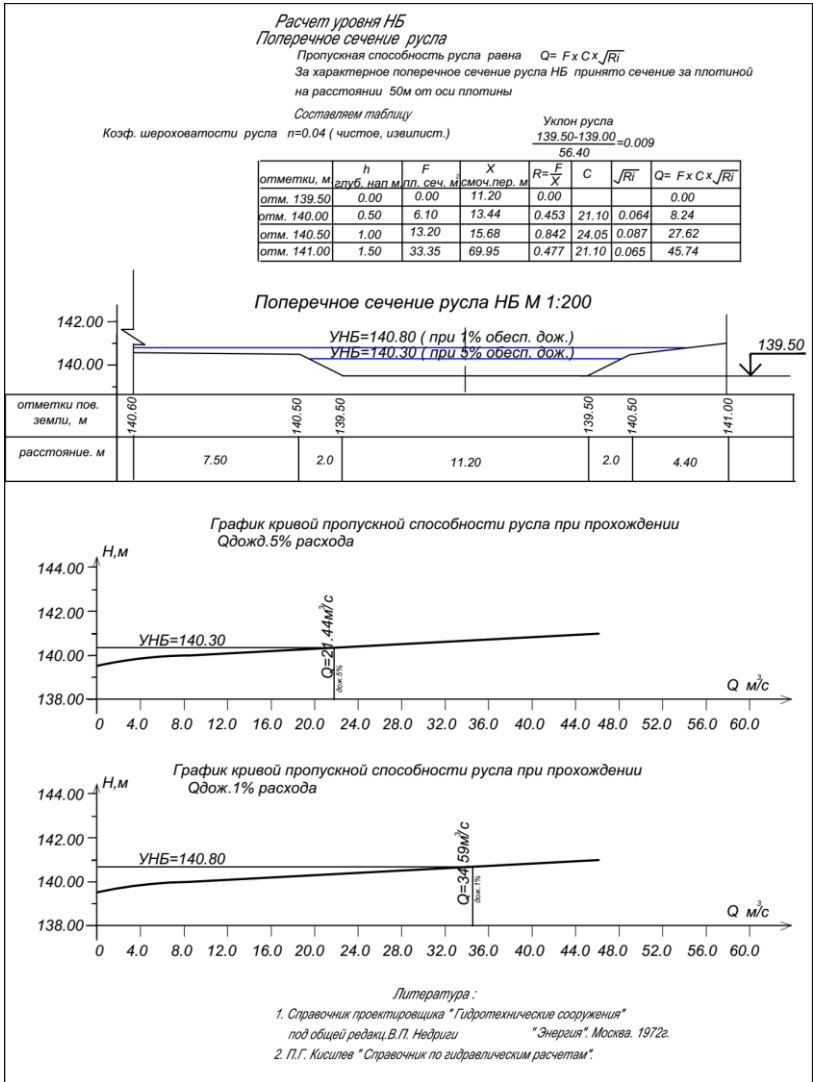 Расчет уровня НБ
Поперечное сечение русла
Пропускная способность русла равна Q= F x C x √Ri
За характерное поперечное сечение русла НБ принято сечение за плотиной
на расстоянии 50м от оси плотины
Составляем таблицу
Уклон русла
Коэф. шероховатости русла n=0.04 ( чистое, извилист.)
139.50-139.00
56.40
=0.009
отметки, м. h глуб. нап м F пл. сеч. м² X смоч.пер. м R= F/X C √Ri Q= F x C x √Ri
отм. 139.50 0.00 0.00 11.20 0.00 0.00
отм. 140.00 0.50 6.10 13.44 0.453 21.10 0.064 8.24
отм. 140.50 1.00 13.20 15.68 0.842 24.05 0.087 27.62
отм. 141.00 1.50 33.35 69.95 0.477 21.10 0.065 45.74
Поперечное сечение русла НБ М 1:200
142.00
140.00
УНБ=140.80 ( при 1% обесп. дож.)
УНБ=140.30 ( при 5% обесп. дож.)
139.50
отметки пов.
земли, м
140.60 140.50 139.50 139.50 140.50 141.00
расстояние. м 7.50 2.0 11.20 2.0 4.40
График кривой пропускной способности русла при прохождении
Qдожд.5% расхода
Н,м
144.00
142.00
140.00
138.00
УНБ=140.30
Q=21.44м³/с
дож.5%
Q м³/с
0 4.0 8.0 12.0 16.0 20.0 24.0 28.0 32.0 36.0 40.0 44.0 48.0 52.0 56.0 60.0
График кривой пропускной способности русла при прохождении
Qдож.1% расхода
Н,м
144.00
142.00
140.00
138.00
УНБ=140.80
Q=34.59м³/с
дож.1%
Q м³/с
0 4.0 8.0 12.0 16.0 20.0 24.0 28.0 32.0 36.0 40.0 44.0 48.0 52.0 56.0 60.0
Литература :
1. Справочник проектировщика " Гидротехнические сооружения"
под общей редакц.В.П. Недриги " Энергия". Москва. 1972г.
2. П.Г. Кисилев " Справочник по гидравлическим расчетам".